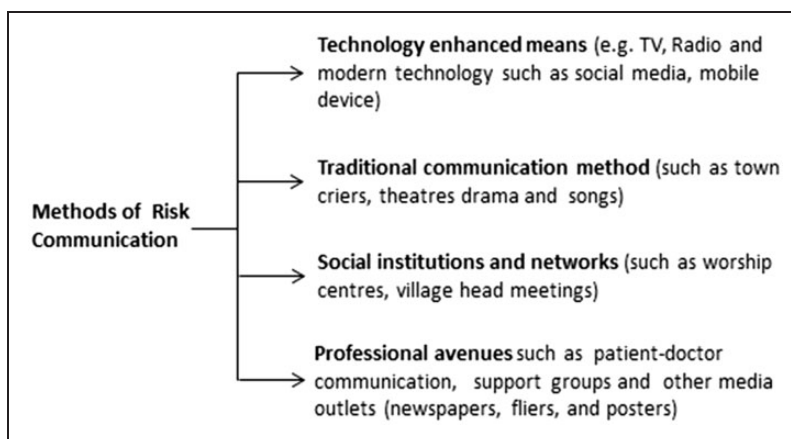 Technology enhanced means (e.g. TV, Radio and
modern technology such as social media, mobile
device)
Traditional communication method (such as town
criers, theatres drama and songs)
Methods of Risk
Communication
Social institutions and networks (such as worship
centres, village head meetings)
Professional avenues such as patient-doctor
communication, support groups and other media
outlets (newspapers, fliers, and posters)